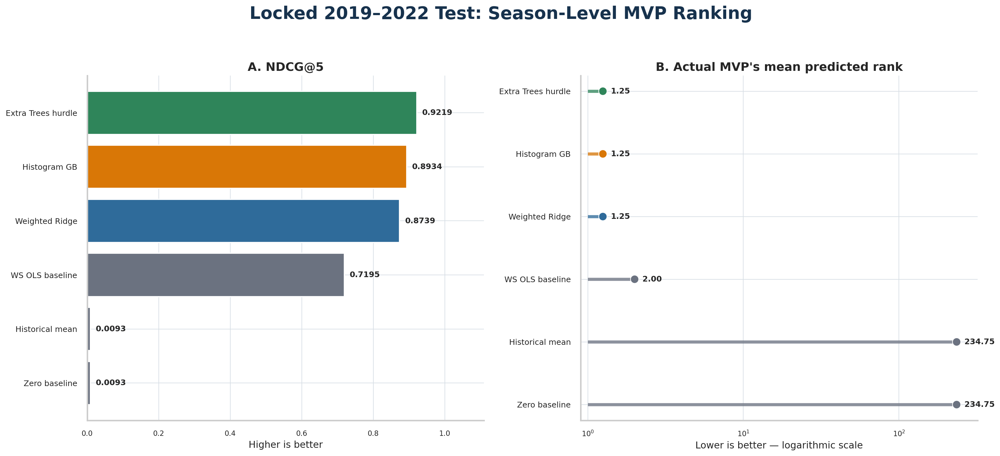 Locked 2019–2022 Test: Season-Level MVP Ranking
A. NDCG@5
Extra Trees hurdle
0.9219
Histogram GB
0.8934
Weighted Ridge
0.8739
WS OLS baseline
0.7195
Historical mean
0.0093
Zero baseline
0.0093
0.0 0.2 0.4 0.6 0.8 1.0
Higher is better
B. Actual MVP's mean predicted rank
Extra Trees hurdle
1.25
Histogram GB
1.25
Weighted Ridge
1.25
WS OLS baseline
2.00
Historical mean
234.75
Zero baseline
234.75
10⁰ 10¹ 10²
Lower is better — logarithmic scale